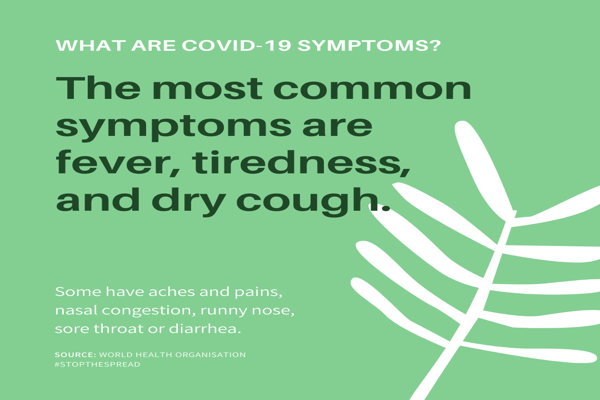 WHAT ARE COVID-19 SYMPTOMS?
The most common
symptoms are
fever, tiredness,
and dry cough.
Some have aches and pains,
nasal congestion, runny nose,
sore throat or diarrhea.
SOURCE: WORLD HEALTH ORGANISATION
#STOPTHESPREAD